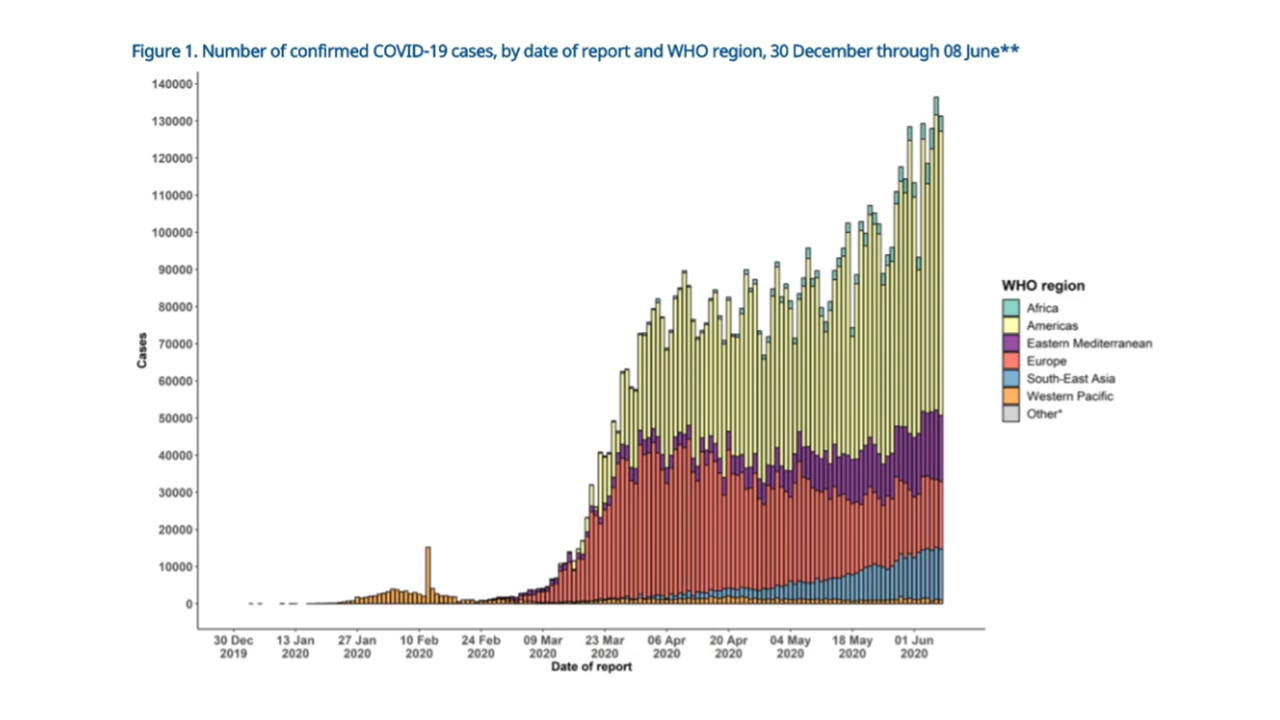 Figure 1. Number of confirmed COVID-19 cases, by date of report and WHO region, 30 December through 08 June**
140000
130000
120000
110000
100000
90000
80000
70000
60000
50000
40000
30000
20000
10000
0
Cases
WHO region
Africa
Americas
Eastern Mediterranean
Europe
South-East Asia
Western Pacific
Other*
30 Dec 13 Jan 27 Jan 10 Feb 24 Feb 09 Mar 23 Mar 06 Apr 20 Apr 04 May 18 May 01 Jun
2019 2020 2020 2020 2020 2020 2020 2020 2020 2020 2020 2020
Date of report